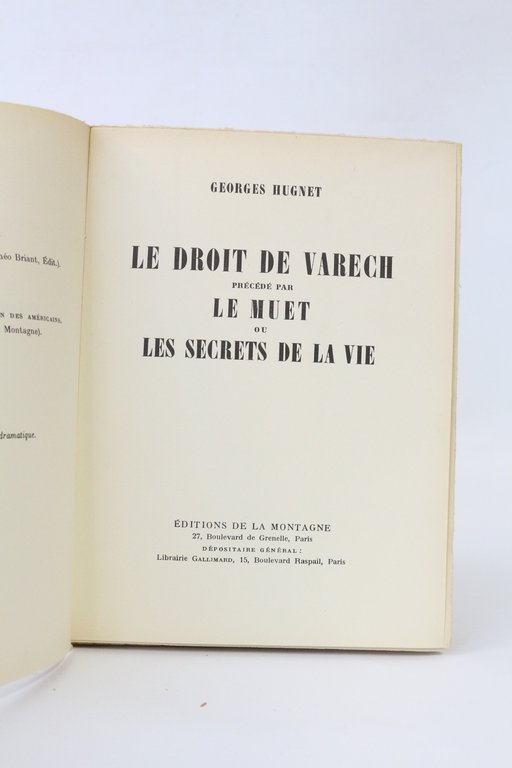 Briant, Édit.).
DES AMÉRICAINS,
Montagne).
dramatique.
GEORGES HUGNET
LE DROIT DE VARECH
PRÉCÉDÉ PAR
LE MUET
OU
LES SECRETS DE LA VIE
ÉDITIONS DE LA MONTAGNE
27, Boulevard de Grenelle, Paris
DÉPOSITAIRE GÉNÉRAL :
Librairie GALLIMARD, 15, Boulevard Raspail, Paris